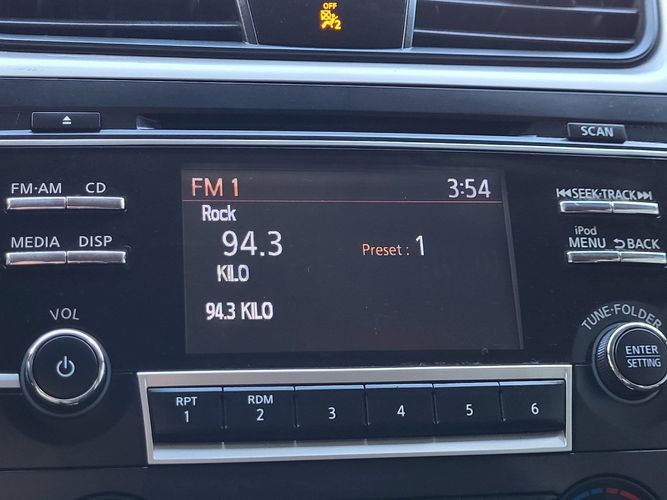 OFF
2
SCAN
FM·AM CD
FM 1 3:54
SEEK·TRACK
Rock
94.3 Preset : 1
MEDIA DISP
iPod
MENU BACK
KILO
94.3 KILO
VOL
TUNE·FOLDER
ENTER
SETTING
RPT RDM
1 2 3 4 5 6